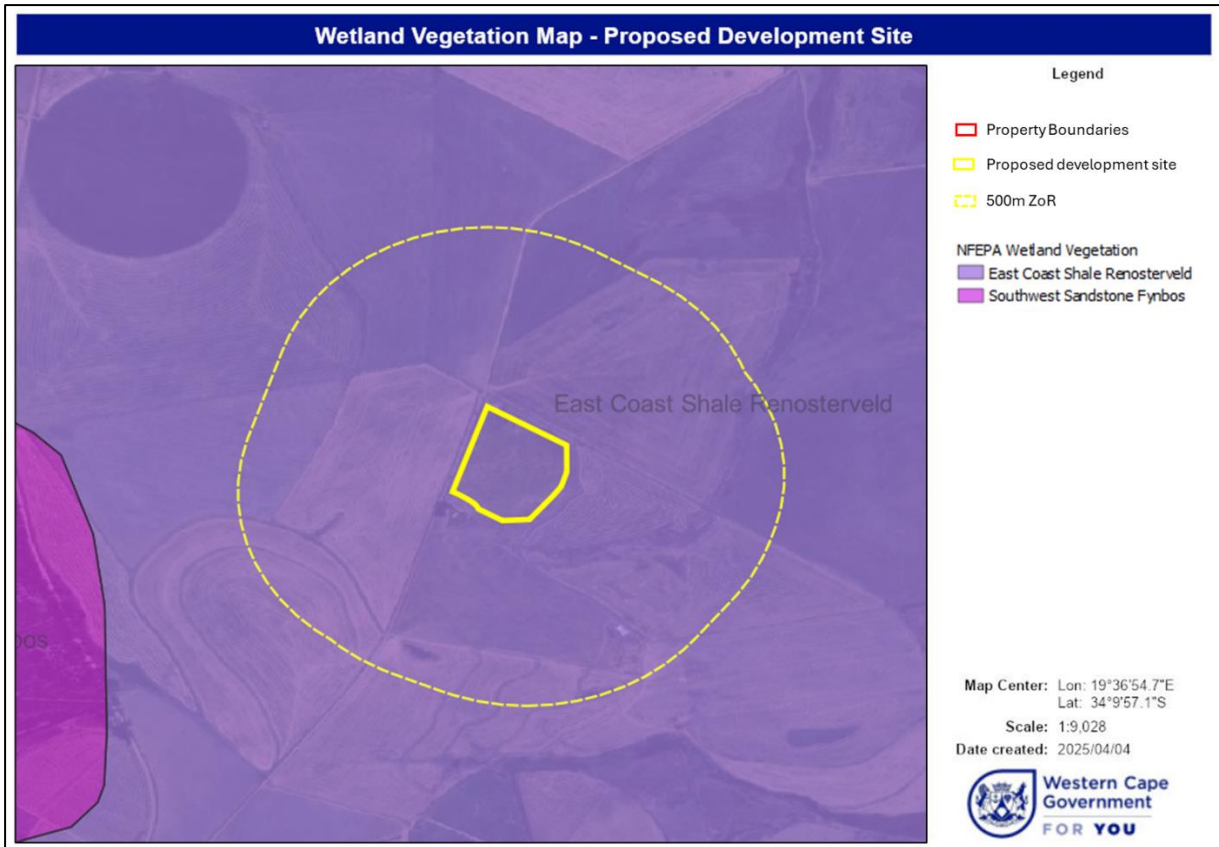 Wetland Vegetation Map - Proposed Development Site
Legend
Property Boundaries
Proposed development site
500m ZoR
NFEPA Wetland Vegetation
East Coast Shale Renosterveld
Southwest Sandstone Fynbos
East Coast Shale Renosterveld
bos
Map Center: Lon: 19°36'54.7"E
Lat: 34°9'57.1"S
Scale: 1:9,028
Date created: 2025/04/04
Western Cape
Government
FOR YOU